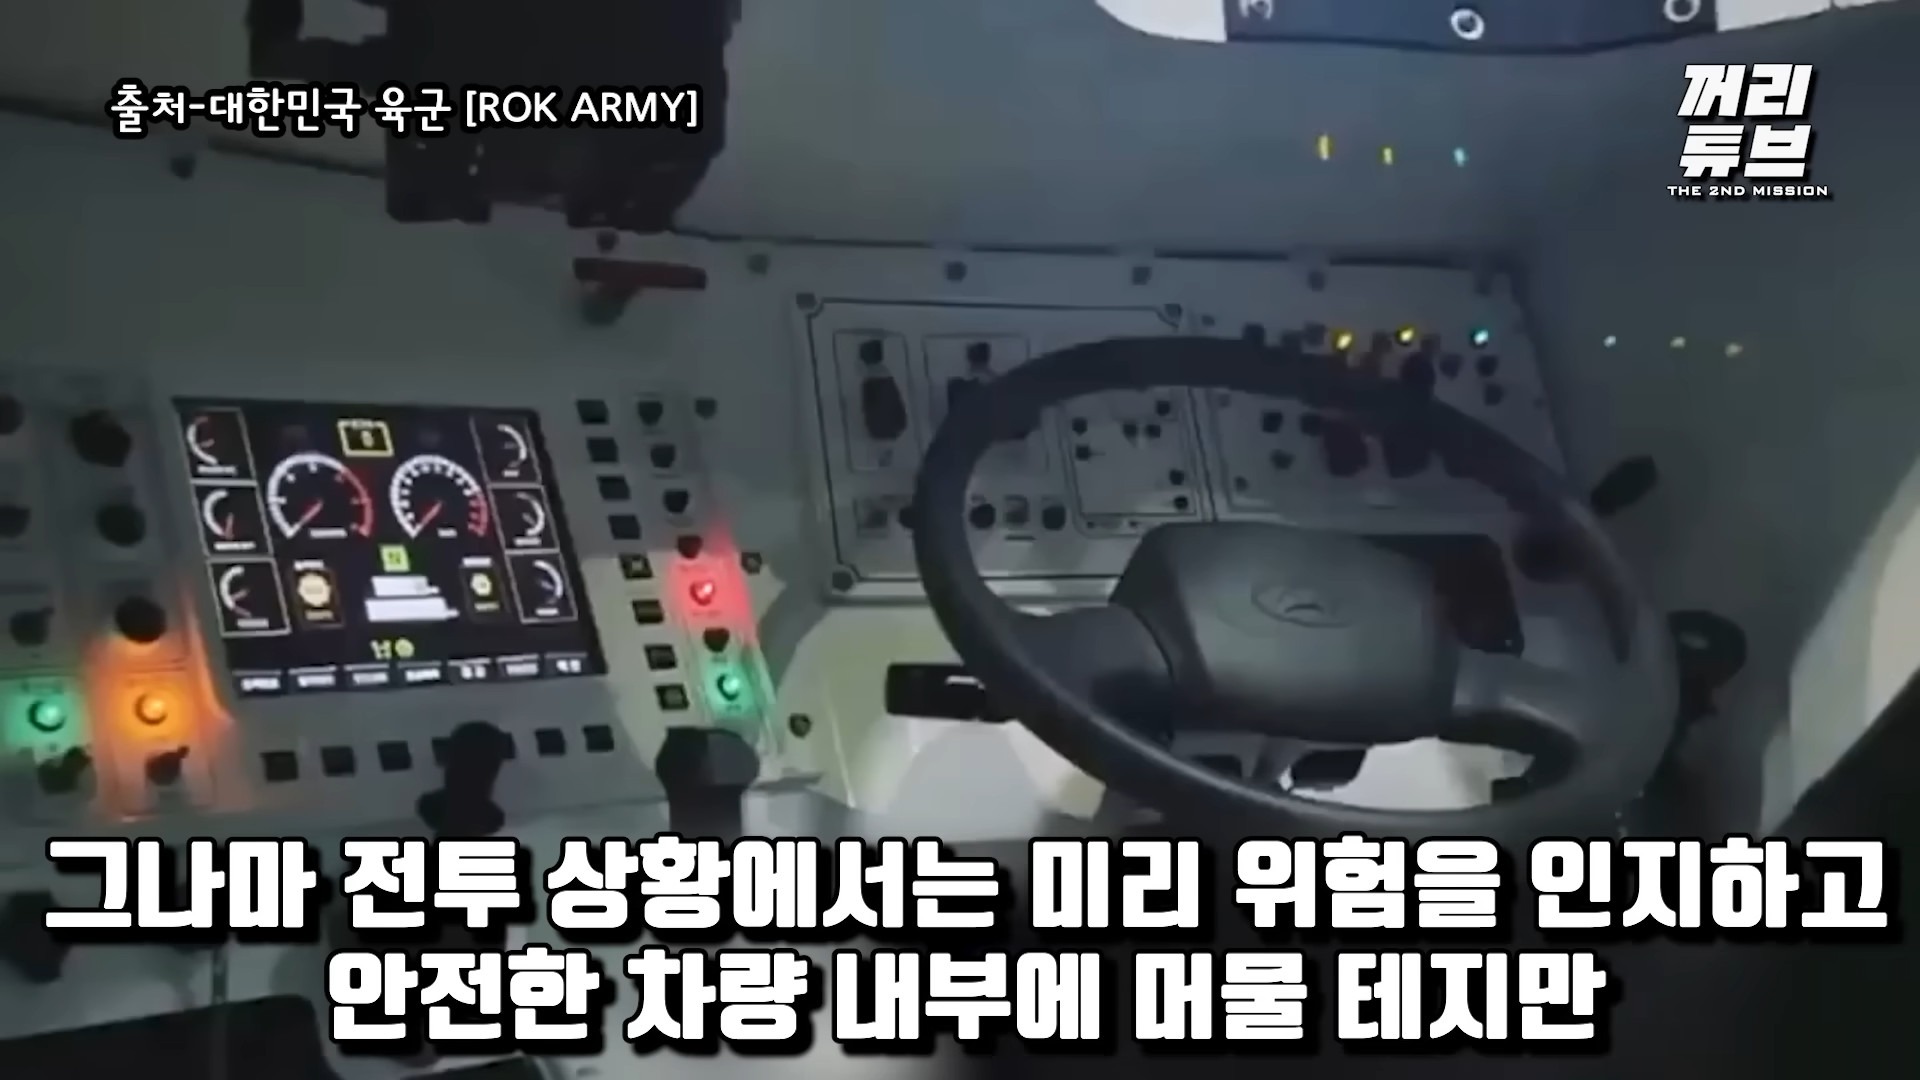 출처-대한민국 육군 [ROK ARMY]
꺼리
튜브
THE 2ND MISSION
그나마 전투 상황에서는 미리 위험을 인지하고
안전한 차량 내부에 머물 테지만